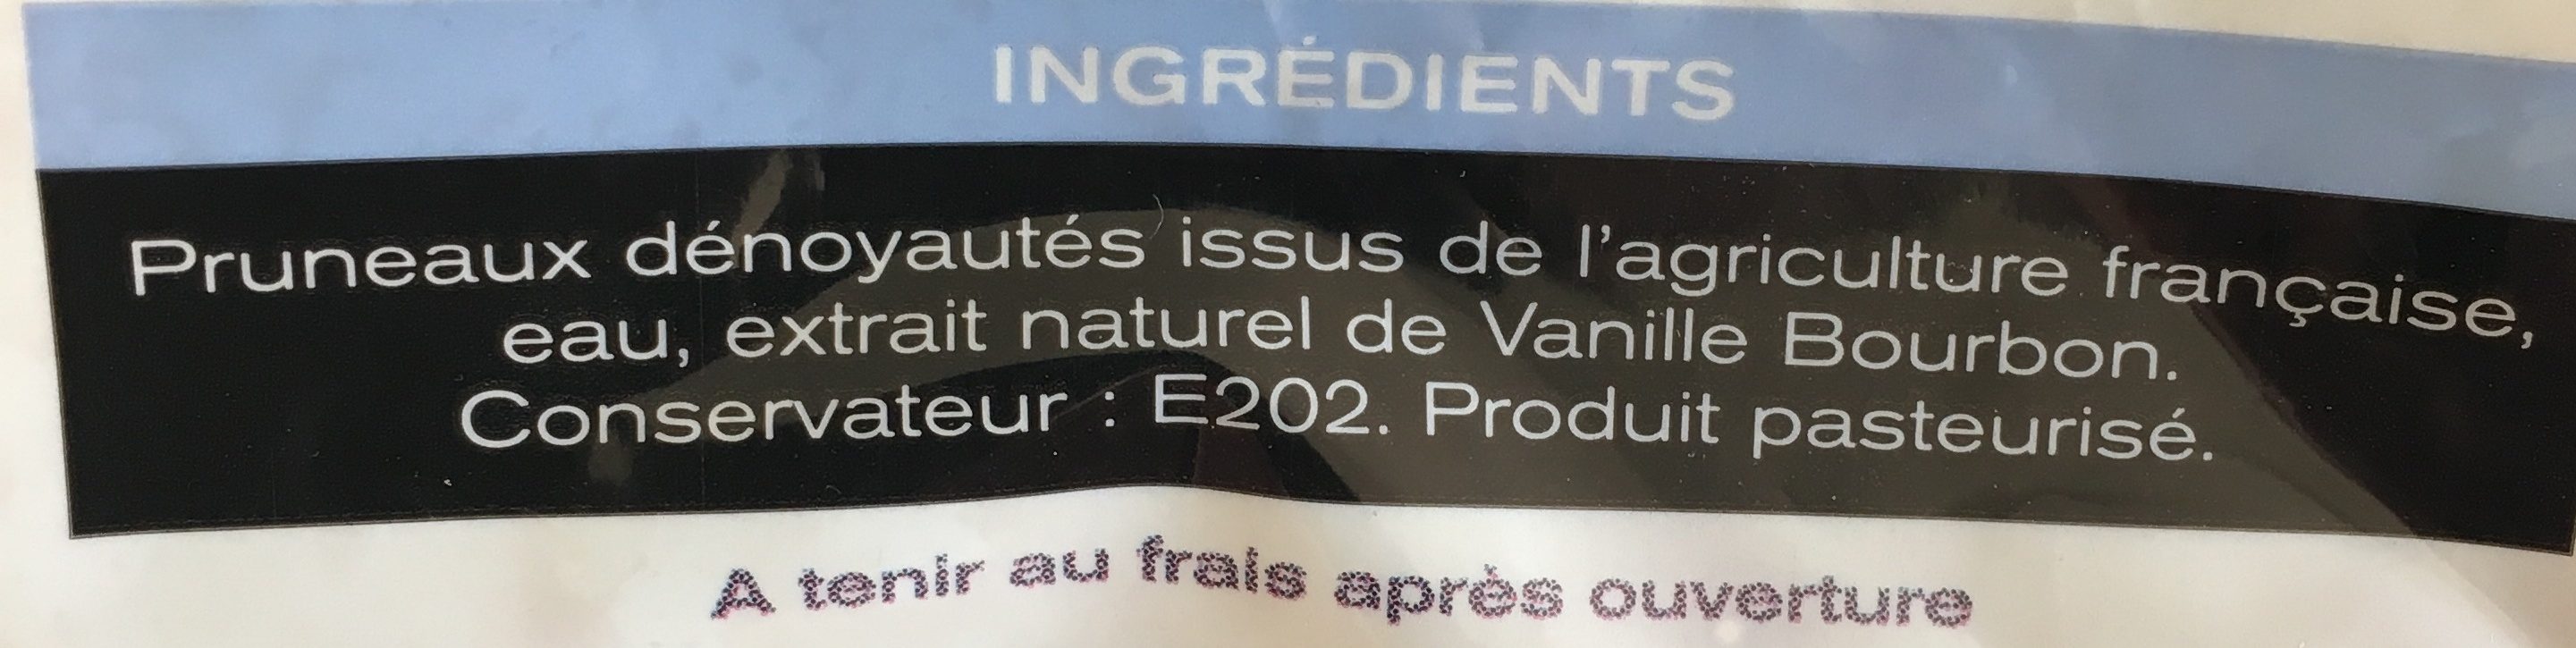 INGRÉDIENTS
Pruneaux dénoyautés issus de l'agriculture française,
eau, extrait naturel de Vanille Bourbon.
Conservateur : E202. Produit pasteurisé.
A tenir au frais après ouverture